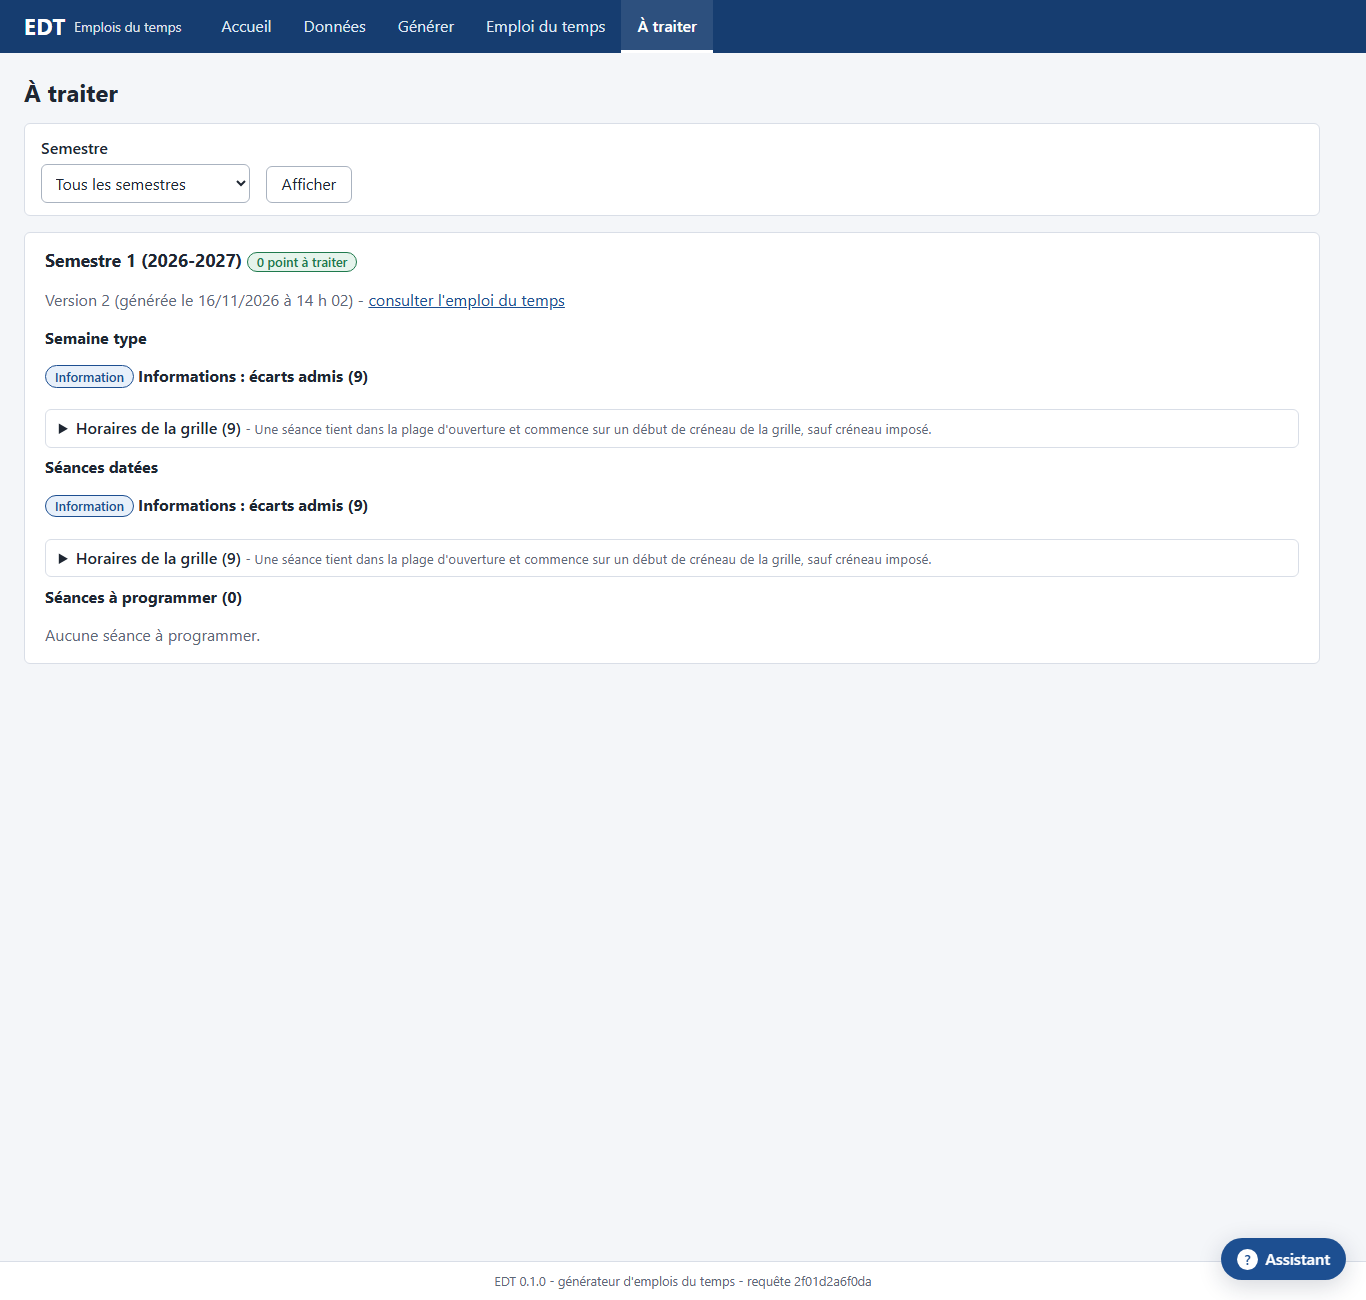 EDT Emplois du temps Accueil Données Générer Emploi du temps À traiter
À traiter
Semestre
Tous les semestres Afficher
Semestre 1 (2026-2027) 0 point à traiter
Version 2 (générée le 16/11/2026 à 14 h 02) - consulter l'emploi du temps
Semaine type
Information Informations : écarts admis (9)
▶ Horaires de la grille (9) - Une séance tient dans la plage d'ouverture et commence sur un début de créneau de la grille, sauf créneau imposé.
Séances datées
Information Informations : écarts admis (9)
▶ Horaires de la grille (9) - Une séance tient dans la plage d'ouverture et commence sur un début de créneau de la grille, sauf créneau imposé.
Séances à programmer (0)
Aucune séance à programmer.
? Assistant
EDT 0.1.0 - générateur d'emplois du temps - requête 2f01d2a6f0da